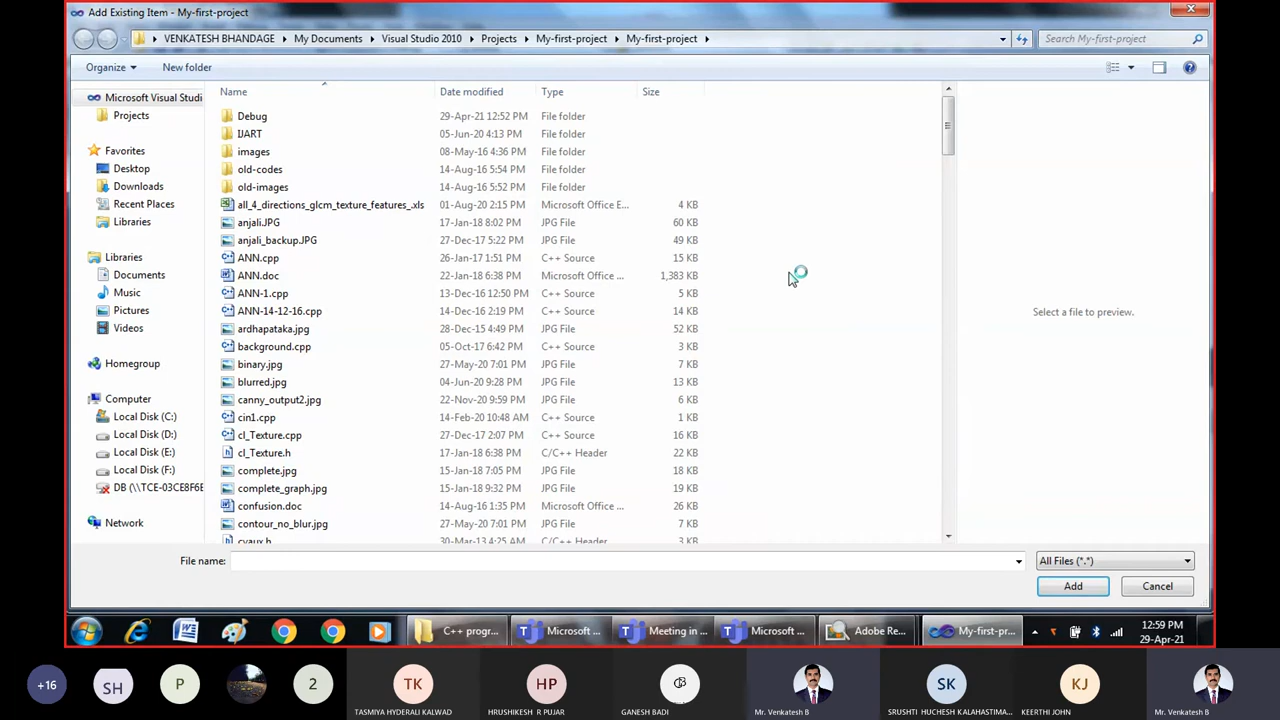 Add Existing Item - My-first-project
VENKATESH BHANDAGE My Documents Visual Studio 2010 Projects My-first-project My-first-project Search My-first-project
Organize New folder
Microsoft Visual Studi
Projects
Favorites
Desktop
Downloads
Recent Places
Libraries
Libraries
Documents
Music
Pictures
Videos
Homegroup
Computer
Local Disk (C:)
Local Disk (D:)
Local Disk (E:)
Local Disk (F:)
DB (\\TCE-03CE8F6E
Network
Name Date modified Type Size
Debug 29-Apr-21 12:52 PM File folder
IJART 05-Jun-20 4:13 PM File folder
images 08-May-16 4:36 PM File folder
old-codes 14-Aug-16 5:54 PM File folder
old-images 14-Aug-16 5:52 PM File folder
all_4_directions_glcm_texture_features_.xls 01-Aug-20 2:15 PM Microsoft Office E... 4 KB
anjali.JPG 17-Jan-18 8:02 PM JPG File 60 KB
anjali_backup.JPG 27-Dec-17 5:22 PM JPG File 49 KB
ANN.cpp 26-Jan-17 1:51 PM C++ Source 15 KB
ANN.doc 22-Jan-18 6:38 PM Microsoft Office ... 1,383 KB
ANN-1.cpp 13-Dec-16 12:50 PM C++ Source 5 KB
ANN-14-12-16.cpp 14-Dec-16 2:19 PM C++ Source 14 KB
ardhapataka.jpg 28-Dec-15 4:49 PM JPG File 52 KB
background.cpp 05-Oct-17 6:42 PM C++ Source 3 KB
binary.jpg 27-May-20 7:01 PM JPG File 7 KB
blurred.jpg 04-Jun-20 9:28 PM JPG File 13 KB
canny_output2.jpg 22-Nov-20 9:59 PM JPG File 6 KB
cin1.cpp 14-Feb-20 10:48 AM C++ Source 1 KB
cl_Texture.cpp 27-Dec-17 2:07 PM C++ Source 16 KB
cl_Texture.h 17-Jan-18 6:38 PM C/C++ Header 22 KB
complete.jpg 15-Jan-18 7:05 PM JPG File 18 KB
complete_graph.jpg 15-Jan-18 9:32 PM JPG File 19 KB
confusion.doc 14-Aug-16 1:35 PM Microsoft Office ... 26 KB
contour_no_blur.jpg 27-May-20 7:01 PM JPG File 7 KB
cvaux.h 30-Mar-13 4:25 AM C/C++ Header 3 KB
Select a file to preview.
File name: All Files (*.*)
Add Cancel
C++ progr... Microsoft ... Meeting in ... Microsoft ... Adobe Re... My-first-pr... 12:59 PM
29-Apr-21
+16 SH P 2 TK HP GB SK KJ
TASMIYA HYDERALI KALWAD HRUSHIKESH R PUJAR GANESH BADI Mr. Venkatesh B SRUSHTI HUCHESH KALAHASTIMA... KEERTHI JOHN Mr. Venkatesh B